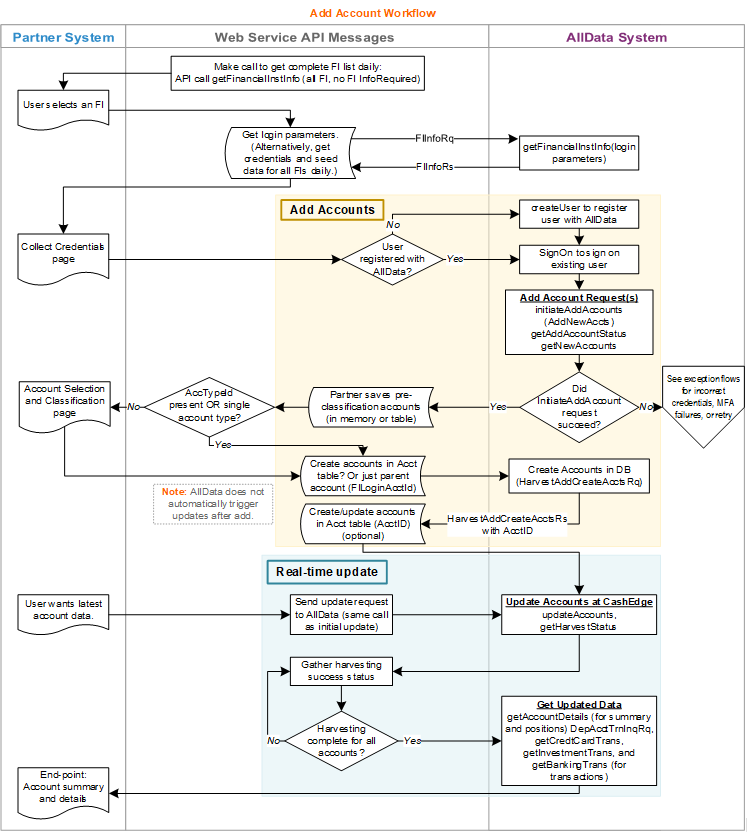 Add Account Workflow
Partner System
Web Service API Messages
AllData System
Make call to get complete FI list daily:
API call getFinancialInstInfo (all FI, no FI InfoRequired)
User selects an FI
Get login parameters.
(Alternatively, get
credentials and seed
data for all FIs daily.)
FIInfoRq
FIInfoRs
getFinancialInstInfo(login
parameters)
Add Accounts
createUser to register
user with AllData
No
Collect Credentials
page
User
registered with
AllData?
Yes
SignOn to sign on
existing user
Add Account Request(s)
initiateAddAccounts
(AddNewAccts)
getAddAccountStatus
getNewAccounts
Account Selection
and Classification
page
No
AccTypeId
present OR single
account type?
Yes
Partner saves pre-
classification accounts
(in memory or table)
Yes
Did
InitiateAddAccount
request
succeed?
No
See exception flows
for incorrect
credentials, MFA
failures, or retry
Create accounts in Acct
table? Or just parent
account (FILoginAcctId)
Create Accounts in DB
(HarvestAddCreateAcctsRq)
Note: AllData does not
automatically trigger
updates after add.
Create/update accounts
in Acct table (AcctID)
(optional)
HarvestAddCreateAcctsRs
with AcctID
Real-time update
User wants latest
account data.
Send update request
to AllData (same call
as initial update)
Update Accounts at CashEdge
updateAccounts,
getHarvestStatus
Gather harvesting
success status
No
Harvesting
complete for all
accounts?
Yes
Get Updated Data
getAccountDetails (for summary
and positions) DepAcctTrnInqRq,
getCreditCardTrans,
getInvestmentTrans, and
getBankingTrans (for
transactions)
End-point:
Account summary
and details